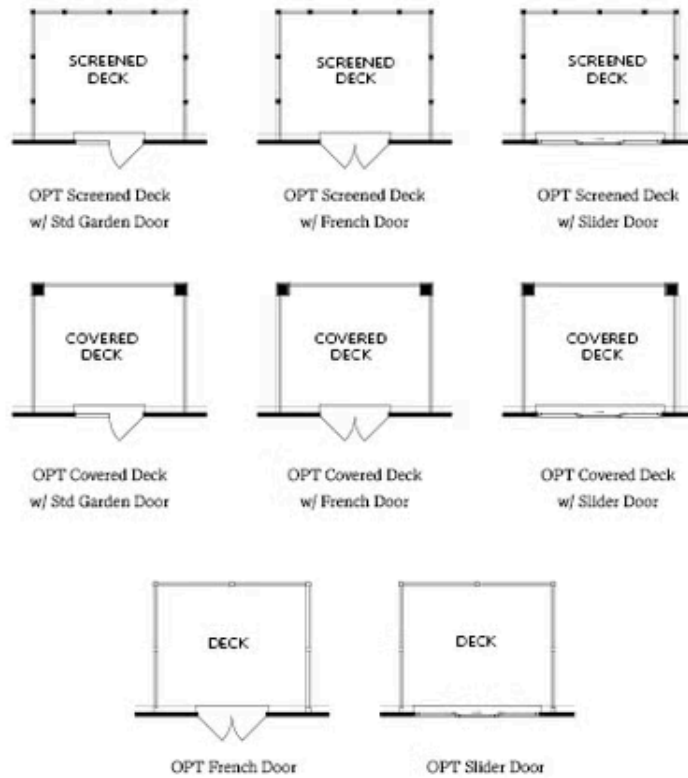 SCREENED
DECK
SCREENED
DECK
SCREENED
DECK
OPT Screened Deck
w/ Std Garden Door
OPT Screened Deck
w/ French Door
OPT Screened Deck
w/ Slider Door
COVERED
DECK
COVERED
DECK
COVERED
DECK
OPT Covered Deck
w/ Std Garden Door
OPT Covered Deck
w/ French Door
OPT Covered Deck
w/ Slider Door
DECK
DECK
OPT French Door
OPT Slider Door